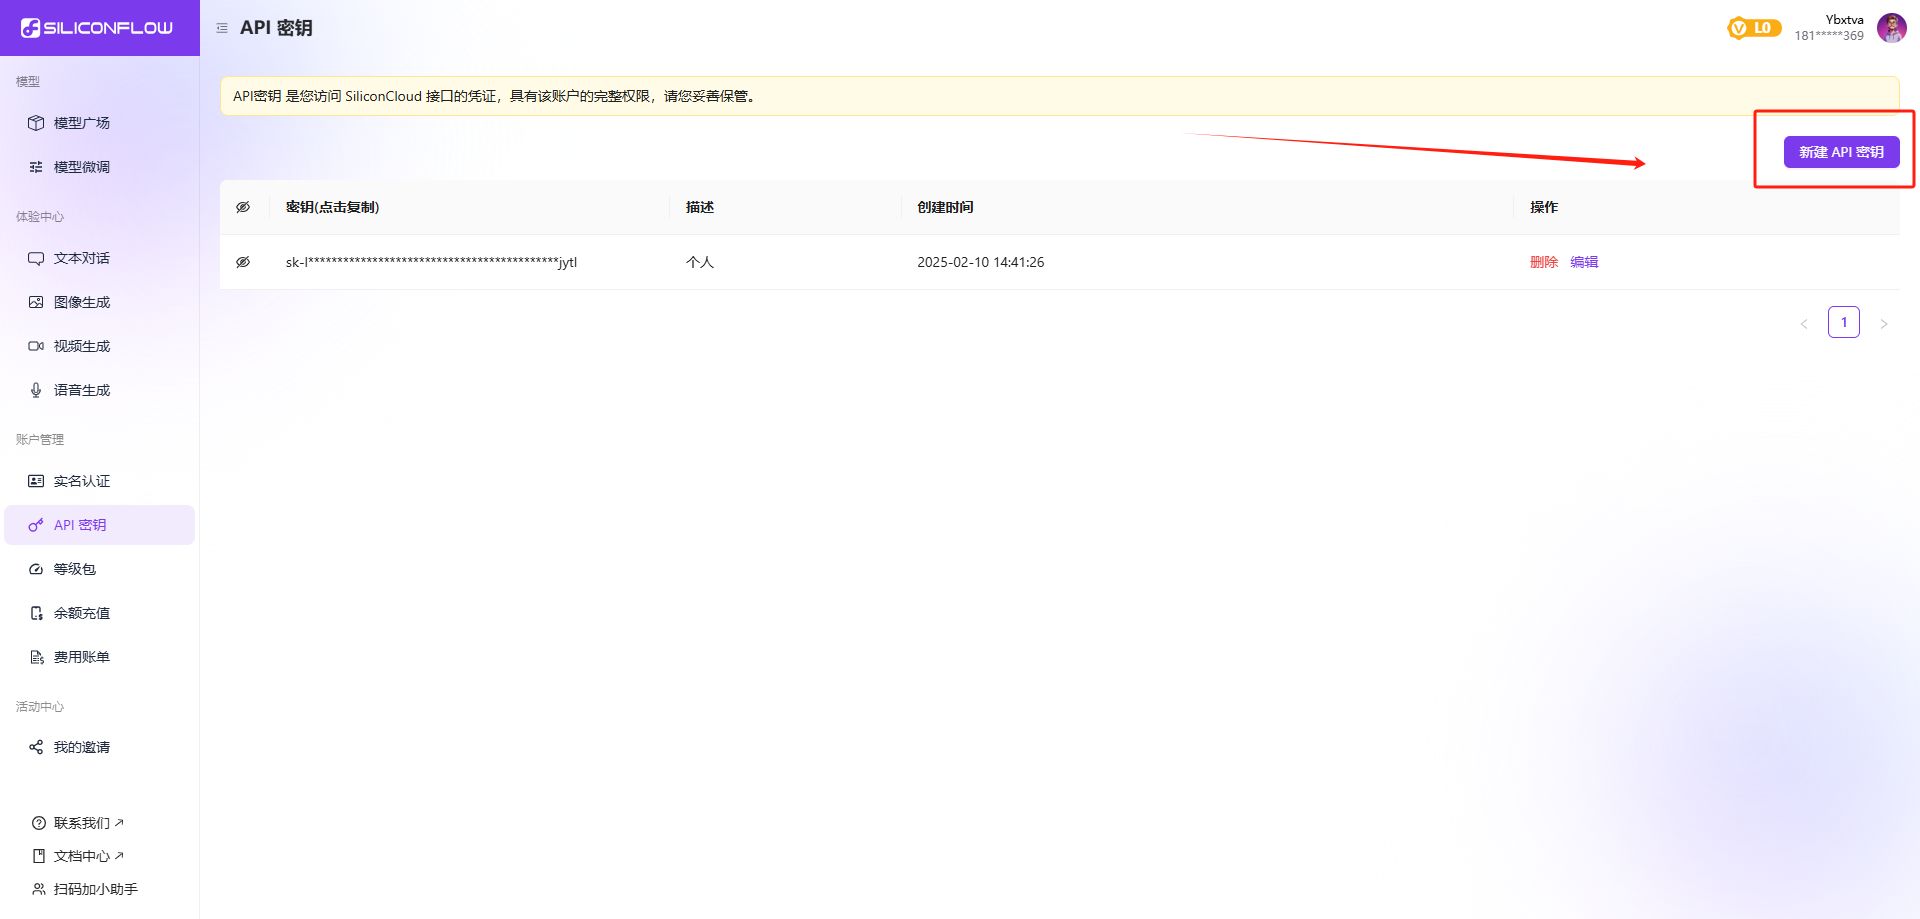 SILICONFLOW
API 密钥
L0
Ybxtva
181*****369
模型
模型广场
模型微调
体验中心
文本对话
图像生成
视频生成
语音生成
账户管理
实名认证
API 密钥
等级包
余额充值
费用账单
活动中心
我的邀请
联系我们
文档中心
扫码加小助手
API密钥 是您访问 SiliconCloud 接口的凭证，具有该账户的完整权限，请您妥善保管。
新建 API 密钥
密钥(点击复制) 描述 创建时间 操作
sk-l*******************************************jytl 个人 2025-02-10 14:41:26 删除 编辑
1